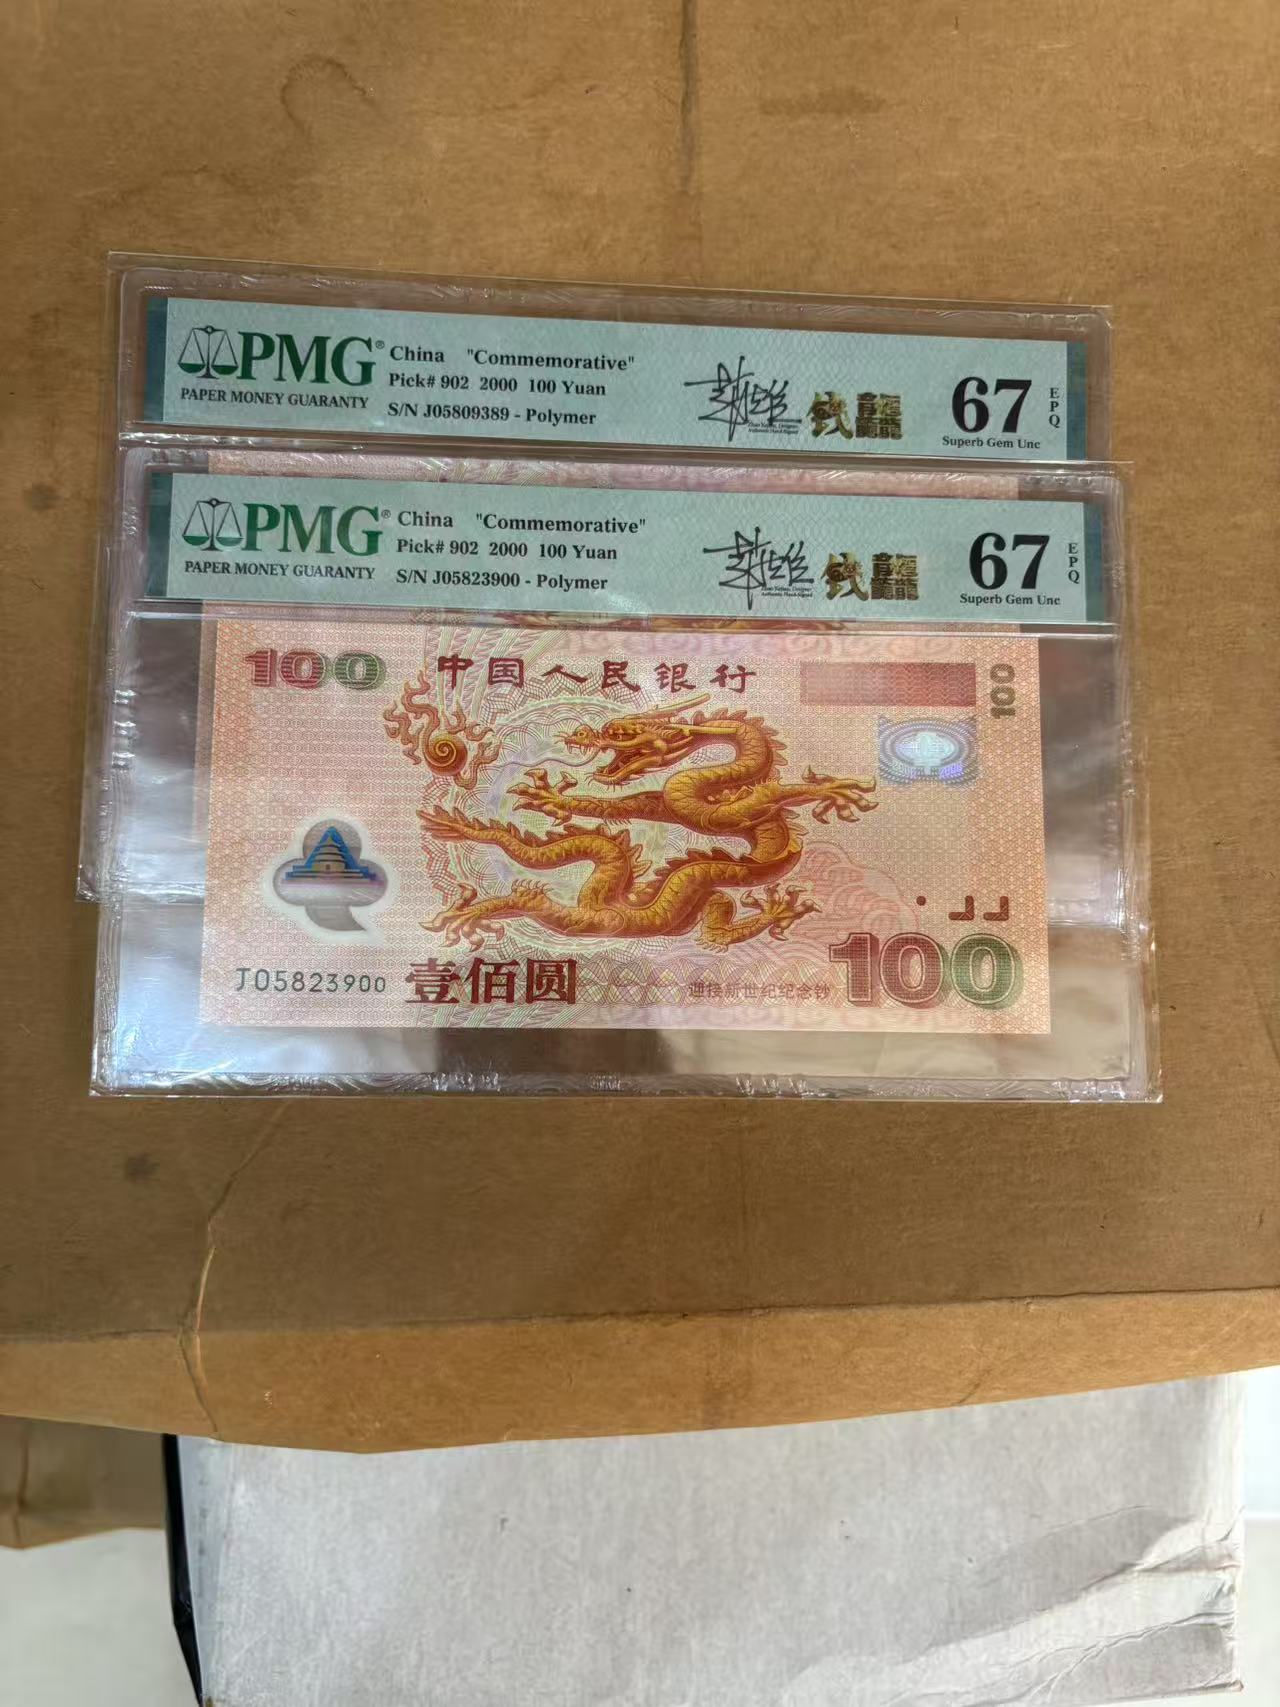 PMG®
PAPER MONEY GUARANTY
China "Commemorative"
Pick# 902 2000 100 Yuan
S/N J05809389 - Polymer
67
EPQ
Superb Gem Unc
PMG®
PAPER MONEY GUARANTY
China "Commemorative"
Pick# 902 2000 100 Yuan
S/N J05823900 - Polymer
67
EPQ
Superb Gem Unc
100
中国人民银行
100
J05823900
壹佰圆
迎接新世纪纪念钞
100